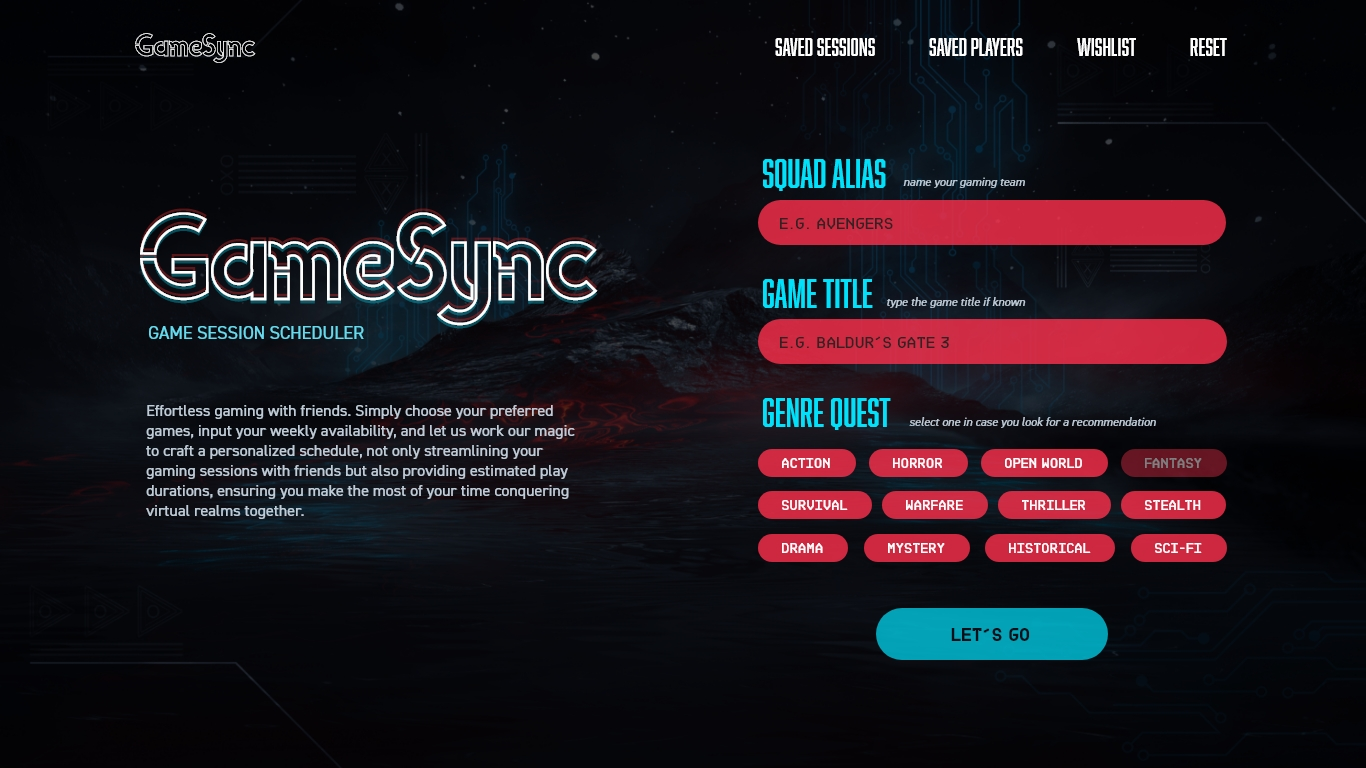 GameSync
SAVED SESSIONS
SAVED PLAYERS
WISHLIST
RESET
GameSync
GAME SESSION SCHEDULER
Effortless gaming with friends. Simply choose your preferred
games, input your weekly availability, and let us work our magic
to craft a personalized schedule, not only streamlining your
gaming sessions with friends but also providing estimated play
durations, ensuring you make the most of your time conquering
virtual realms together.
SQUAD ALIAS name your gaming team
E.G. AVENGERS
GAME TITLE type the game title if known
E.G. BALDUR´S GATE 3
GENRE QUEST select one in case you look for a recommendation
ACTION HORROR OPEN WORLD FANTASY
SURVIVAL WARFARE THRILLER STEALTH
DRAMA MYSTERY HISTORICAL SCI-FI
LET´S GO